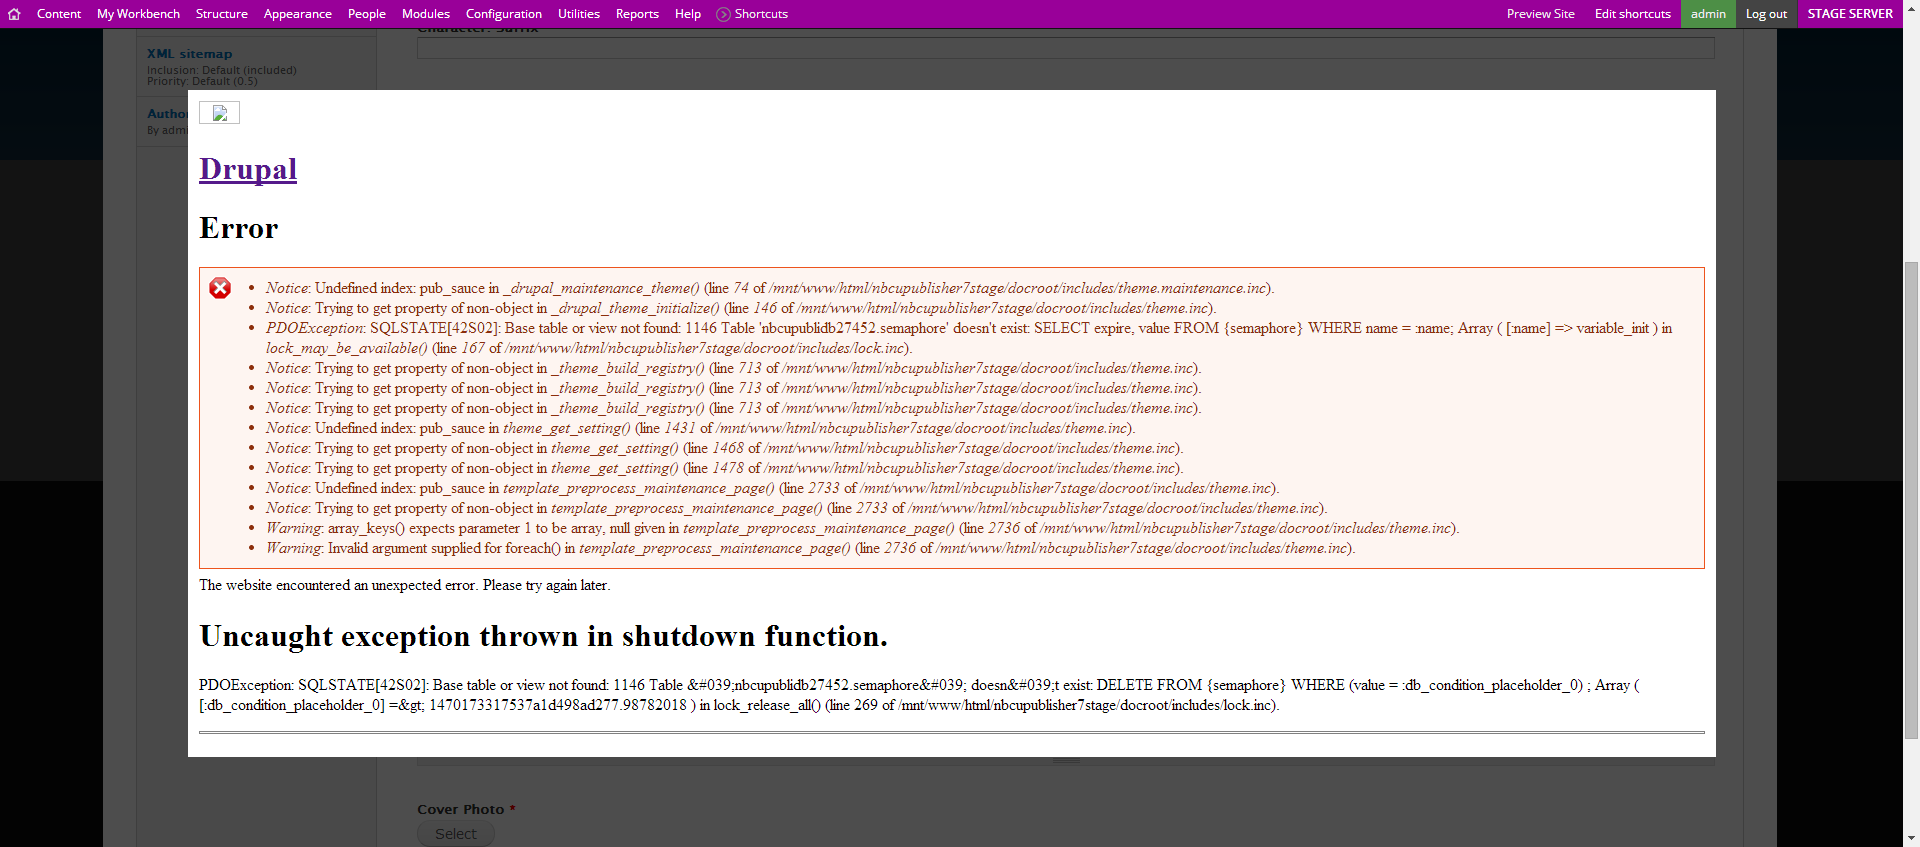 Content My Workbench Structure Appearance People Modules Configuration Utilities Reports Help Shortcuts Preview Site Edit shortcuts admin Log out STAGE SERVER
Character: Suffix
XML sitemap
Inclusion: Default (included)
Priority: Default (0.5)
Autho
By admi
Drupal
Error
Notice: Undefined index: pub_sauce in _drupal_maintenance_theme() (line 74 of /mnt/www/html/nbcupublisher7stage/docroot/includes/theme.maintenance.inc).
Notice: Trying to get property of non-object in _drupal_theme_initialize() (line 146 of /mnt/www/html/nbcupublisher7stage/docroot/includes/theme.inc).
PDOException: SQLSTATE[42S02]: Base table or view not found: 1146 Table 'nbcupublidb27452.semaphore' doesn't exist: SELECT expire, value FROM {semaphore} WHERE name = :name; Array ( [:name] => variable_init ) in
lock_may_be_available() (line 167 of /mnt/www/html/nbcupublisher7stage/docroot/includes/lock.inc).
Notice: Trying to get property of non-object in _theme_build_registry() (line 713 of /mnt/www/html/nbcupublisher7stage/docroot/includes/theme.inc).
Notice: Trying to get property of non-object in _theme_build_registry() (line 713 of /mnt/www/html/nbcupublisher7stage/docroot/includes/theme.inc).
Notice: Trying to get property of non-object in _theme_build_registry() (line 713 of /mnt/www/html/nbcupublisher7stage/docroot/includes/theme.inc).
Notice: Undefined index: pub_sauce in theme_get_setting() (line 1431 of /mnt/www/html/nbcupublisher7stage/docroot/includes/theme.inc).
Notice: Trying to get property of non-object in theme_get_setting() (line 1468 of /mnt/www/html/nbcupublisher7stage/docroot/includes/theme.inc).
Notice: Trying to get property of non-object in theme_get_setting() (line 1478 of /mnt/www/html/nbcupublisher7stage/docroot/includes/theme.inc).
Notice: Undefined index: pub_sauce in template_preprocess_maintenance_page() (line 2733 of /mnt/www/html/nbcupublisher7stage/docroot/includes/theme.inc).
Notice: Trying to get property of non-object in template_preprocess_maintenance_page() (line 2733 of /mnt/www/html/nbcupublisher7stage/docroot/includes/theme.inc).
Warning: array_keys() expects parameter 1 to be array, null given in template_preprocess_maintenance_page() (line 2736 of /mnt/www/html/nbcupublisher7stage/docroot/includes/theme.inc).
Warning: Invalid argument supplied for foreach() in template_preprocess_maintenance_page() (line 2736 of /mnt/www/html/nbcupublisher7stage/docroot/includes/theme.inc).
The website encountered an unexpected error. Please try again later.
Uncaught exception thrown in shutdown function.
PDOException: SQLSTATE[42S02]: Base table or view not found: 1146 Table &#039;nbcupublidb27452.semaphore&#039; doesn&#039;t exist: DELETE FROM {semaphore} WHERE (value = :db_condition_placeholder_0) ; Array (
[:db_condition_placeholder_0] =&gt; 1470173317537a1d498ad277.98782018 ) in lock_release_all() (line 269 of /mnt/www/html/nbcupublisher7stage/docroot/includes/lock.inc).
Cover Photo *
Select